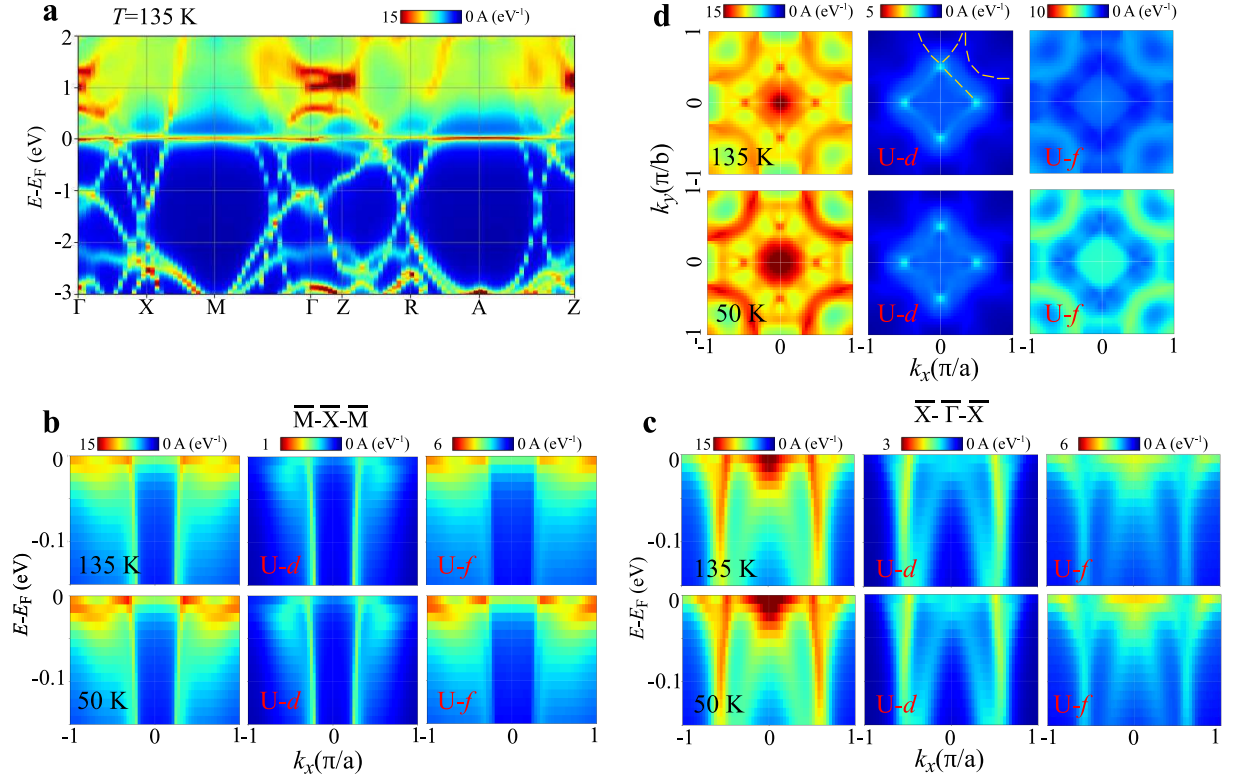 a
T=135 K
15 0 A (eV⁻¹)
E-E_F (eV)
2
1
0
-1
-2
-3
Γ X M Γ Z R A Z
d
15 0 A (eV⁻¹) 5 0 A (eV⁻¹) 10 0 A (eV⁻¹)
k_y(π/b)
1
0
-1
135 K U-d U-f
1
0
-1
50 K U-d U-f
-1 0 1 -1 0 1 -1 0 1
k_x(π/a)
b
M̅-X̅-M̅
15 0 A (eV⁻¹) 1 0 A (eV⁻¹) 6 0 A (eV⁻¹)
E-E_F (eV)
0
-0.1
135 K U-d U-f
0
-0.1
50 K U-d U-f
-1 0 1 -1 0 1 -1 0 1
k_x(π/a)
c
X̅-Γ̅-X̅
15 0 A (eV⁻¹) 3 0 A (eV⁻¹) 6 0 A (eV⁻¹)
E-E_F (eV)
0
-0.1
135 K U-d U-f
0
-0.1
50 K U-d U-f
-1 0 1 -1 0 1 -1 0 1
k_x(π/a)